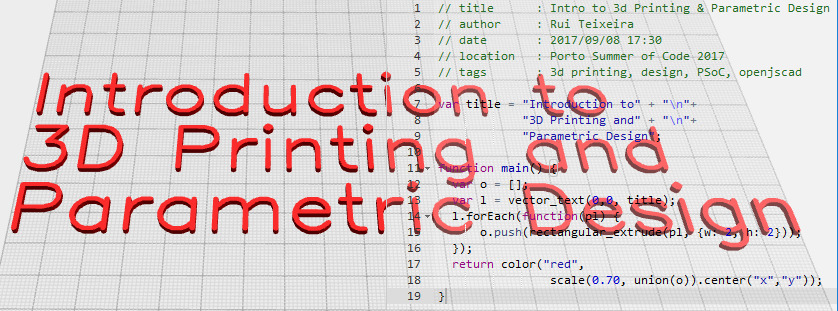 Introduction to
3D Printing and
Parametric Design
1 // title : Intro to 3d Printing & Parametric Design
2 // author : Rui Teixeira
3 // date : 2017/09/08 17:30
4 // location : Porto Summer of Code 2017
5 // tags : 3d printing, design, PSoC, openjscad
6
7 var title = "Introduction to" + "\n"+
8 "3D Printing and" + "\n"+
9 "Parametric Design";
10
11 function main() {
12 var o = [];
13 var l = vector_text(0,0, title);
14 l.forEach(function(pl) {
15 o.push(rectangular_extrude(pl, {w: 2, h: 2}));
16 });
17 return color("red",
18 scale(0.70, union(o)).center("x","y"));
19 }